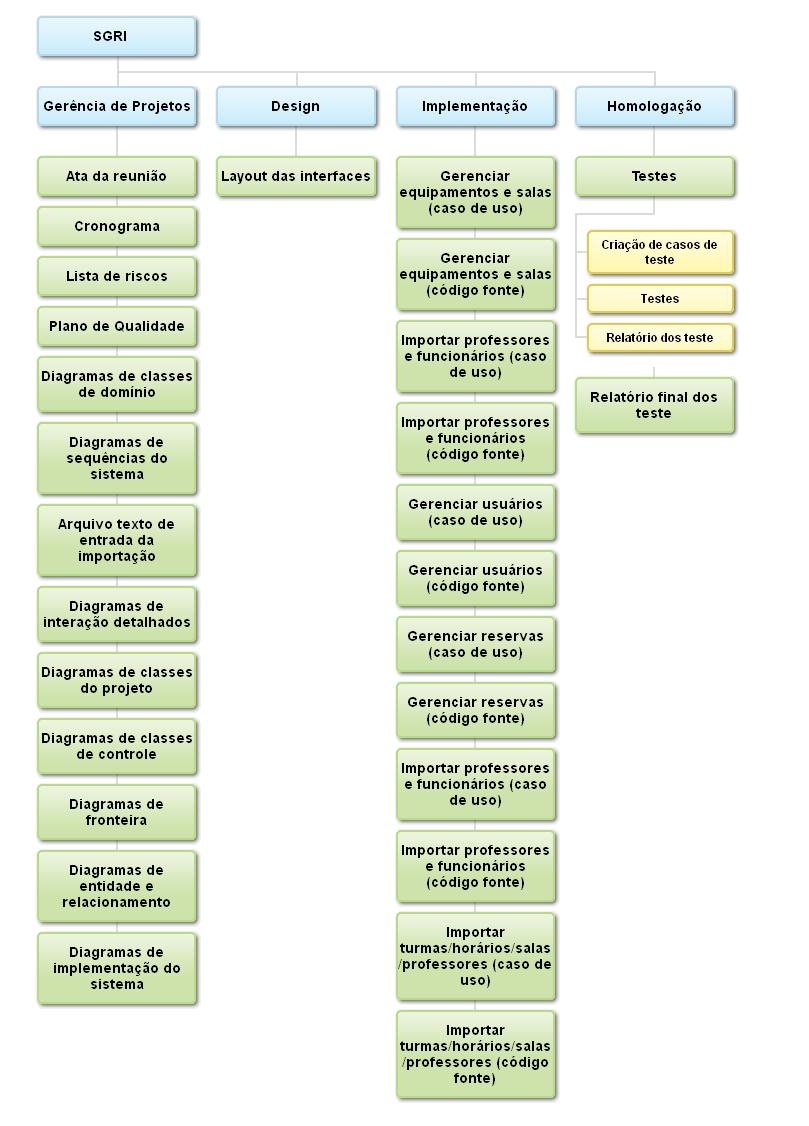 SGRI
Gerência de Projetos
Design
Implementação
Homologação
Ata da reunião
Cronograma
Lista de riscos
Plano de Qualidade
Diagramas de classes
de domínio
Diagramas de
sequências do
sistema
Arquivo texto de
entrada da
importação
Diagramas de
interação detalhados
Diagramas de classes
do projeto
Diagramas de classes
de controle
Diagramas de
fronteira
Diagramas de
entidade e
relacionamento
Diagramas de
implementação do
sistema
Layout das interfaces
Gerenciar
equipamentos e salas
(caso de uso)
Gerenciar
equipamentos e salas
(código fonte)
Importar professores
e funcionários (caso
de uso)
Importar professores
e funcionários
(código fonte)
Gerenciar usuários
(caso de uso)
Gerenciar usuários
(código fonte)
Gerenciar reservas
(caso de uso)
Gerenciar reservas
(código fonte)
Importar professores
e funcionários (caso
de uso)
Importar professores
e funcionários
(código fonte)
Importar
turmas/horários/salas
/professores (caso de
uso)
Importar
turmas/horários/salas
/professores (código
fonte)
Testes
Criação de casos de
teste
Testes
Relatório dos teste
Relatório final dos
teste